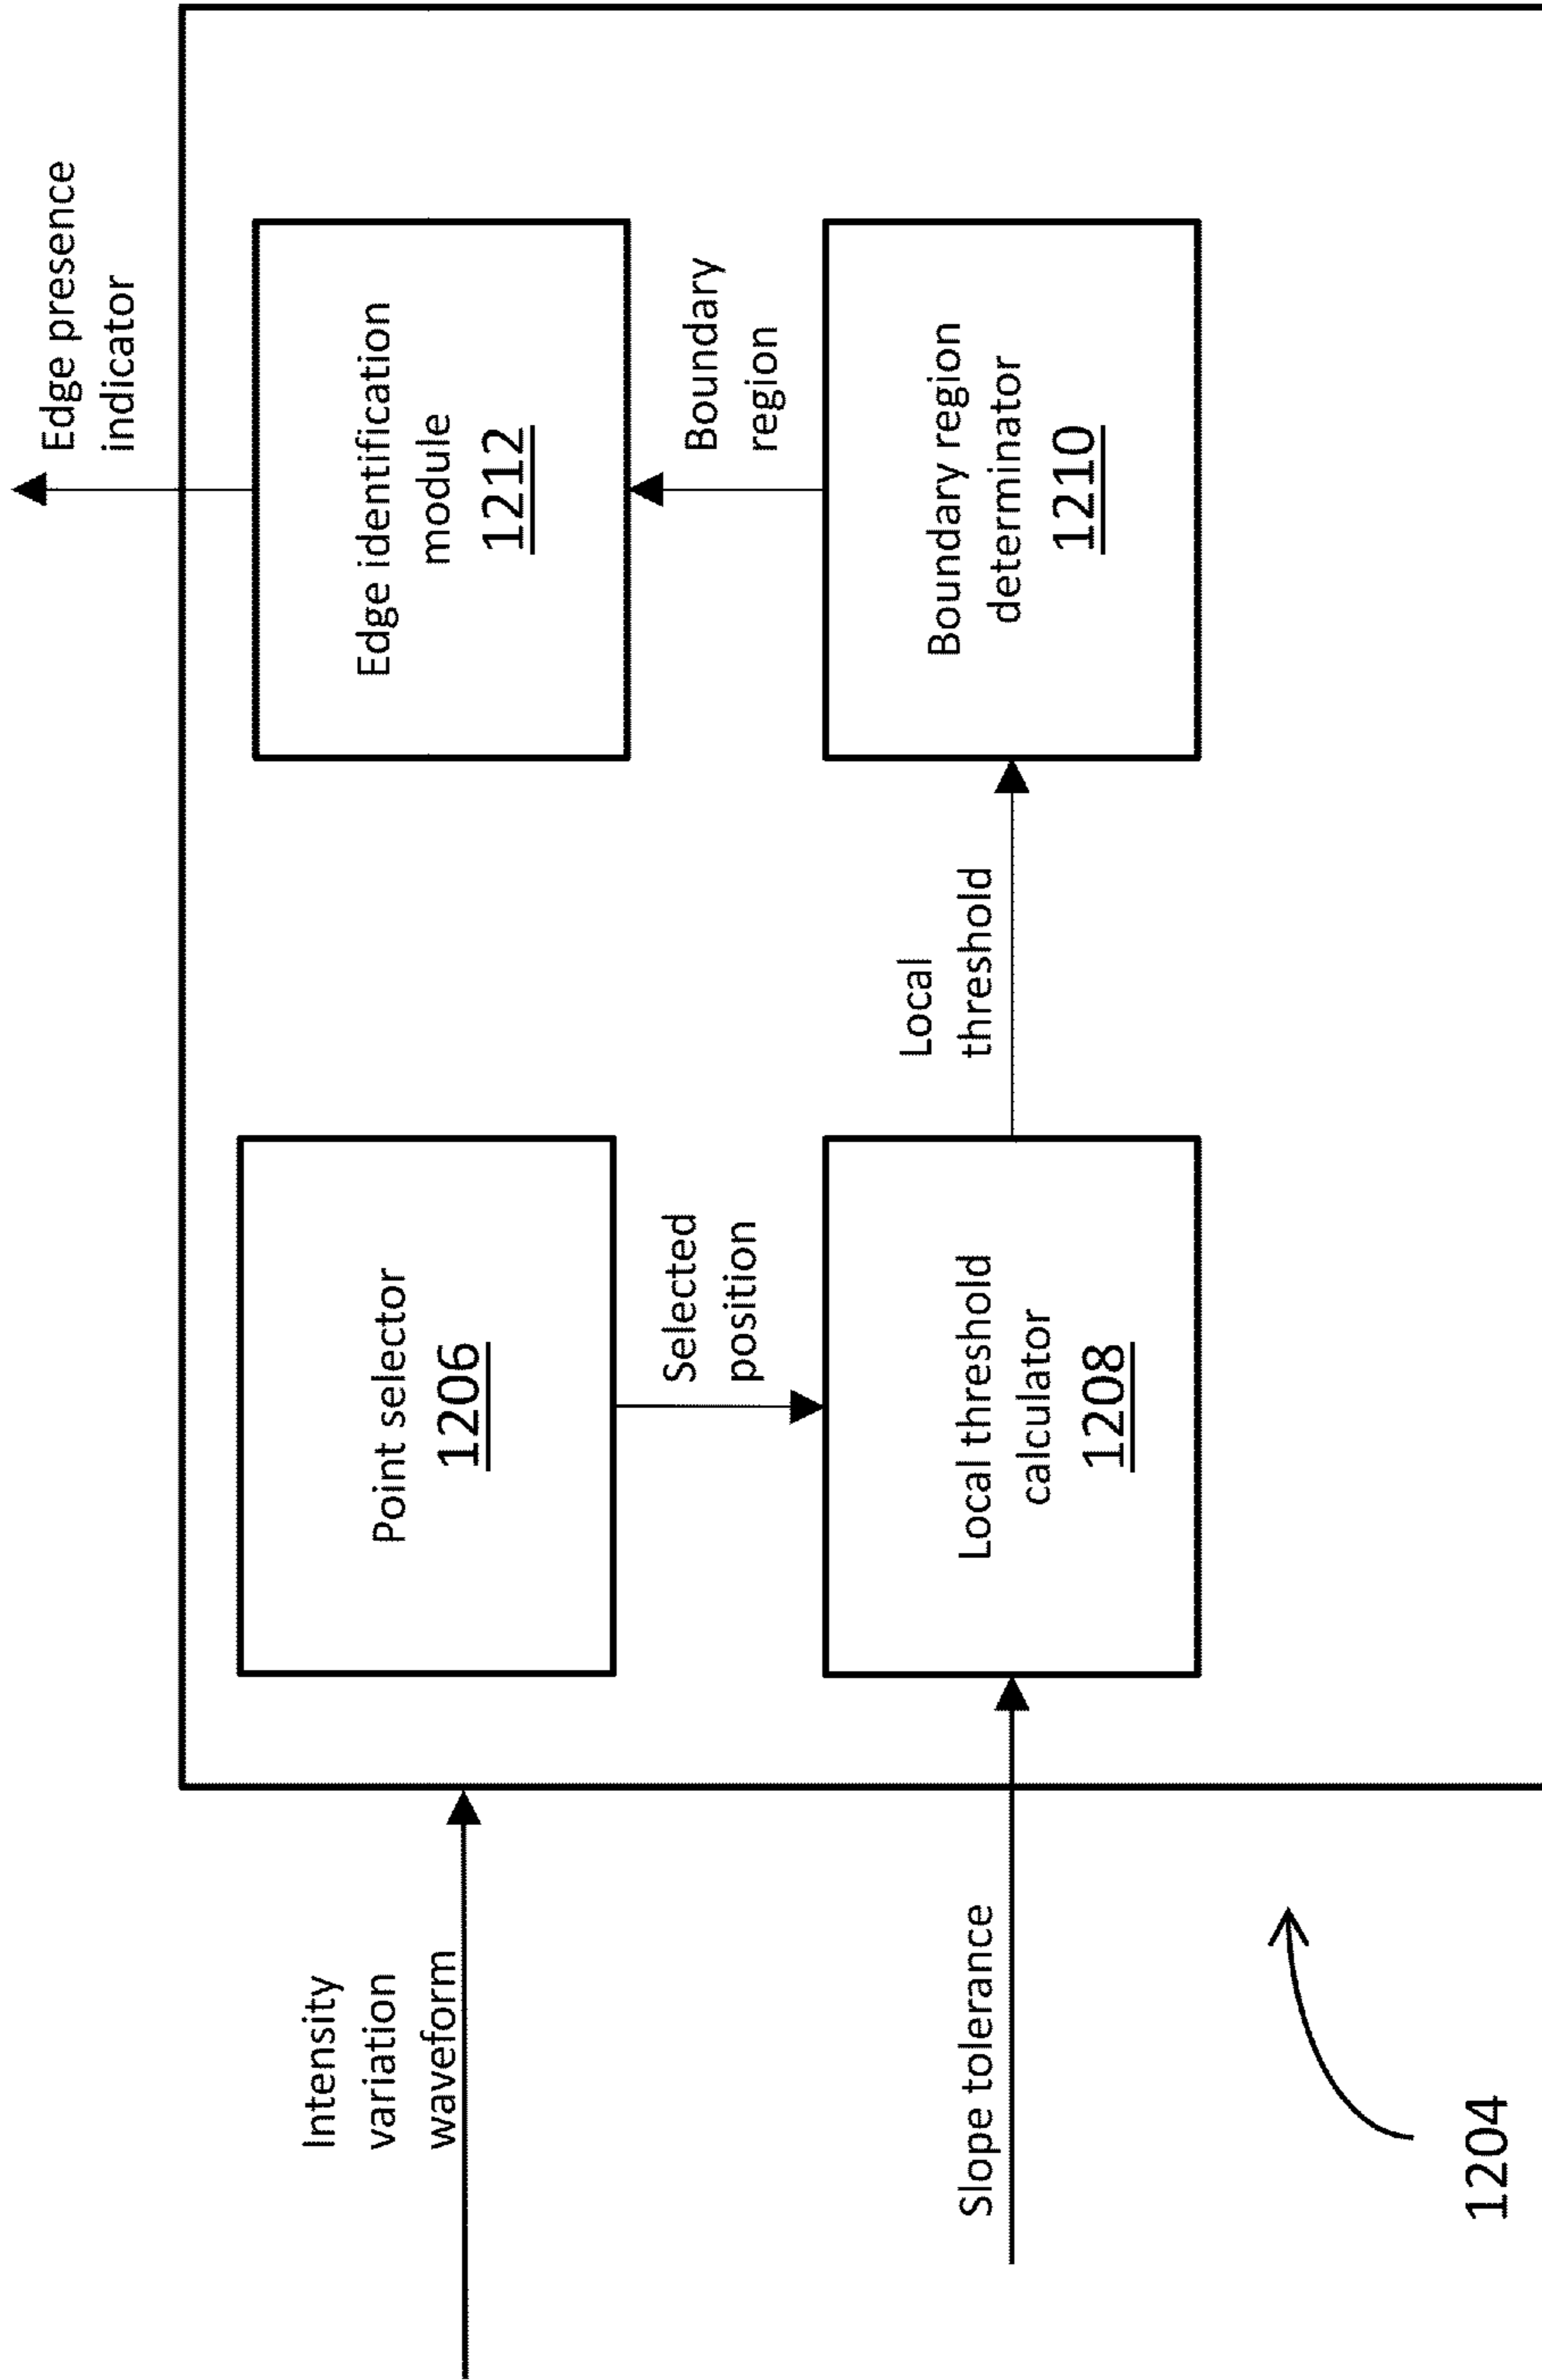 Edge presence
indicator
Intensity
variation
waveform
Point selector
1206
Edge identification
module
1212
Selected
position
Boundary
region
Slope tolerance
Local threshold
calculator
1208
Local
threshold
Boundary region
determinator
1210
1204